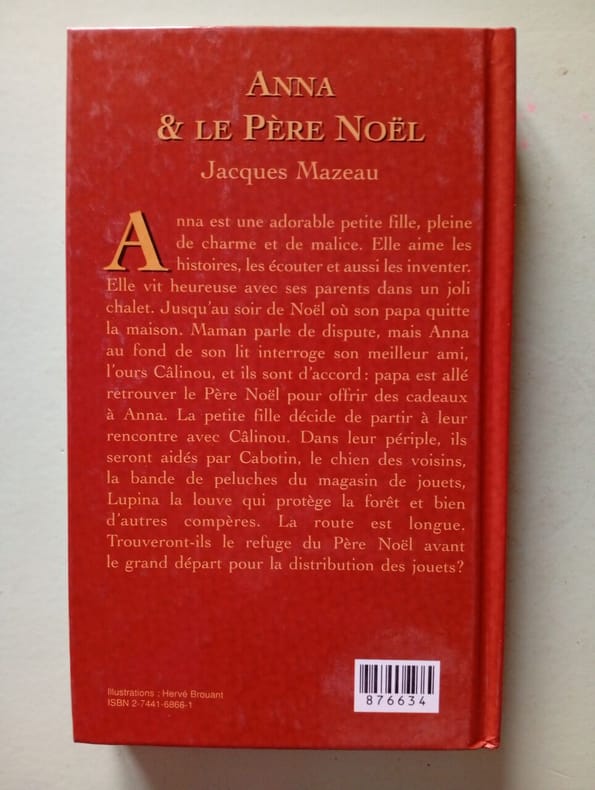 ANNA
& LE PÈRE NOËL
Jacques Mazeau
Anna est une adorable petite fille, pleine
de charme et de malice. Elle aime les
histoires, les écouter et aussi les inventer.
Elle vit heureuse avec ses parents dans un joli
chalet. Jusqu'au soir de Noël où son papa quitte
la maison. Maman parle de dispute, mais Anna
au fond de son lit interroge son meilleur ami,
l'ours Câlinou, et ils sont d'accord : papa est allé
retrouver le Père Noël pour offrir des cadeaux
à Anna. La petite fille décide de partir à leur
rencontre avec Câlinou. Dans leur périple, ils
seront aidés par Cabotin, le chien des voisins,
la bande de peluches du magasin de jouets,
Lupina la louve qui protège la forêt et bien
d'autres compères. La route est longue.
Trouveront-ils le refuge du Père Noël avant
le grand départ pour la distribution des jouets?
Illustrations : Hervé Brouant
ISBN 2-7441-6866-1
876634